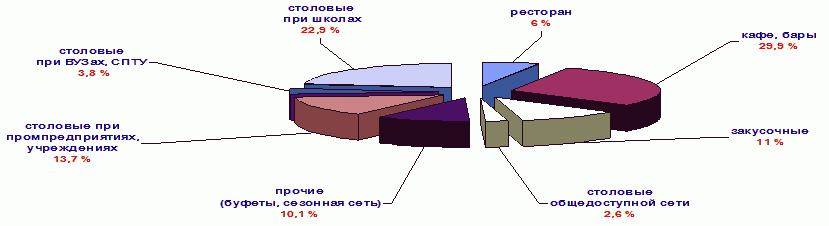 столовые
при школах
22,9 %
ресторан
6 %
кафе, бары
29,9 %
столовые
при ВУЗах, СПТУ
3,8 %
столовые при
промпредприятиях,
учреждениях
13,7 %
закусочные
11 %
прочие
(буфеты, сезонная сеть)
10,1 %
столовые
общедоступной сети
2,6 %